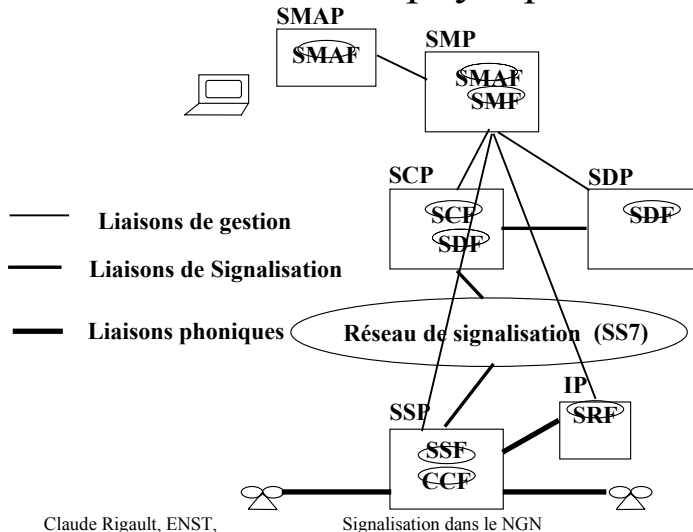 SMAP
SMAF
SMP
SMAF
SMF
SCP
SCF
SDF
SDP
SDF
Liaisons de gestion
Liaisons de Signalisation
Liaisons phoniques
Réseau de signalisation (SS7)
IP
SRF
SSP
SSF
CCF
Claude Rigault, ENST,
Signalisation dans le NGN